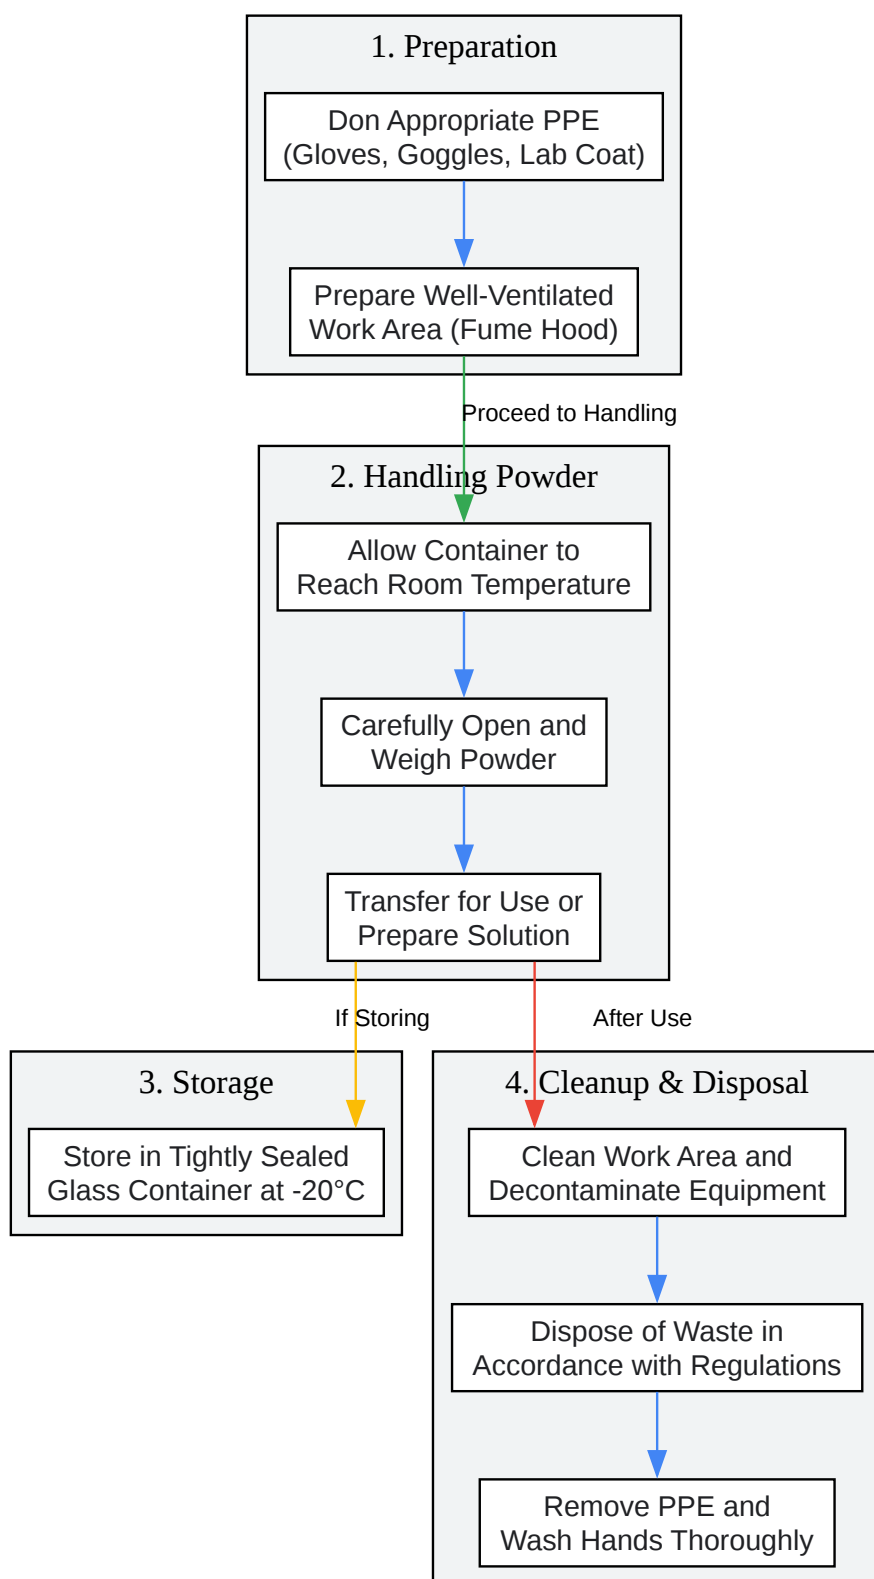 1. Preparation
Don Appropriate PPE
(Gloves, Goggles, Lab Coat)
Prepare Well-Ventilated
Work Area (Fume Hood)
Proceed to Handling
2. Handling Powder
Allow Container to
Reach Room Temperature
Carefully Open and
Weigh Powder
Transfer for Use or
Prepare Solution
If Storing
After Use
3. Storage
Store in Tightly Sealed
Glass Container at -20°C
4. Cleanup & Disposal
Clean Work Area and
Decontaminate Equipment
Dispose of Waste in
Accordance with Regulations
Remove PPE and
Wash Hands Thoroughly